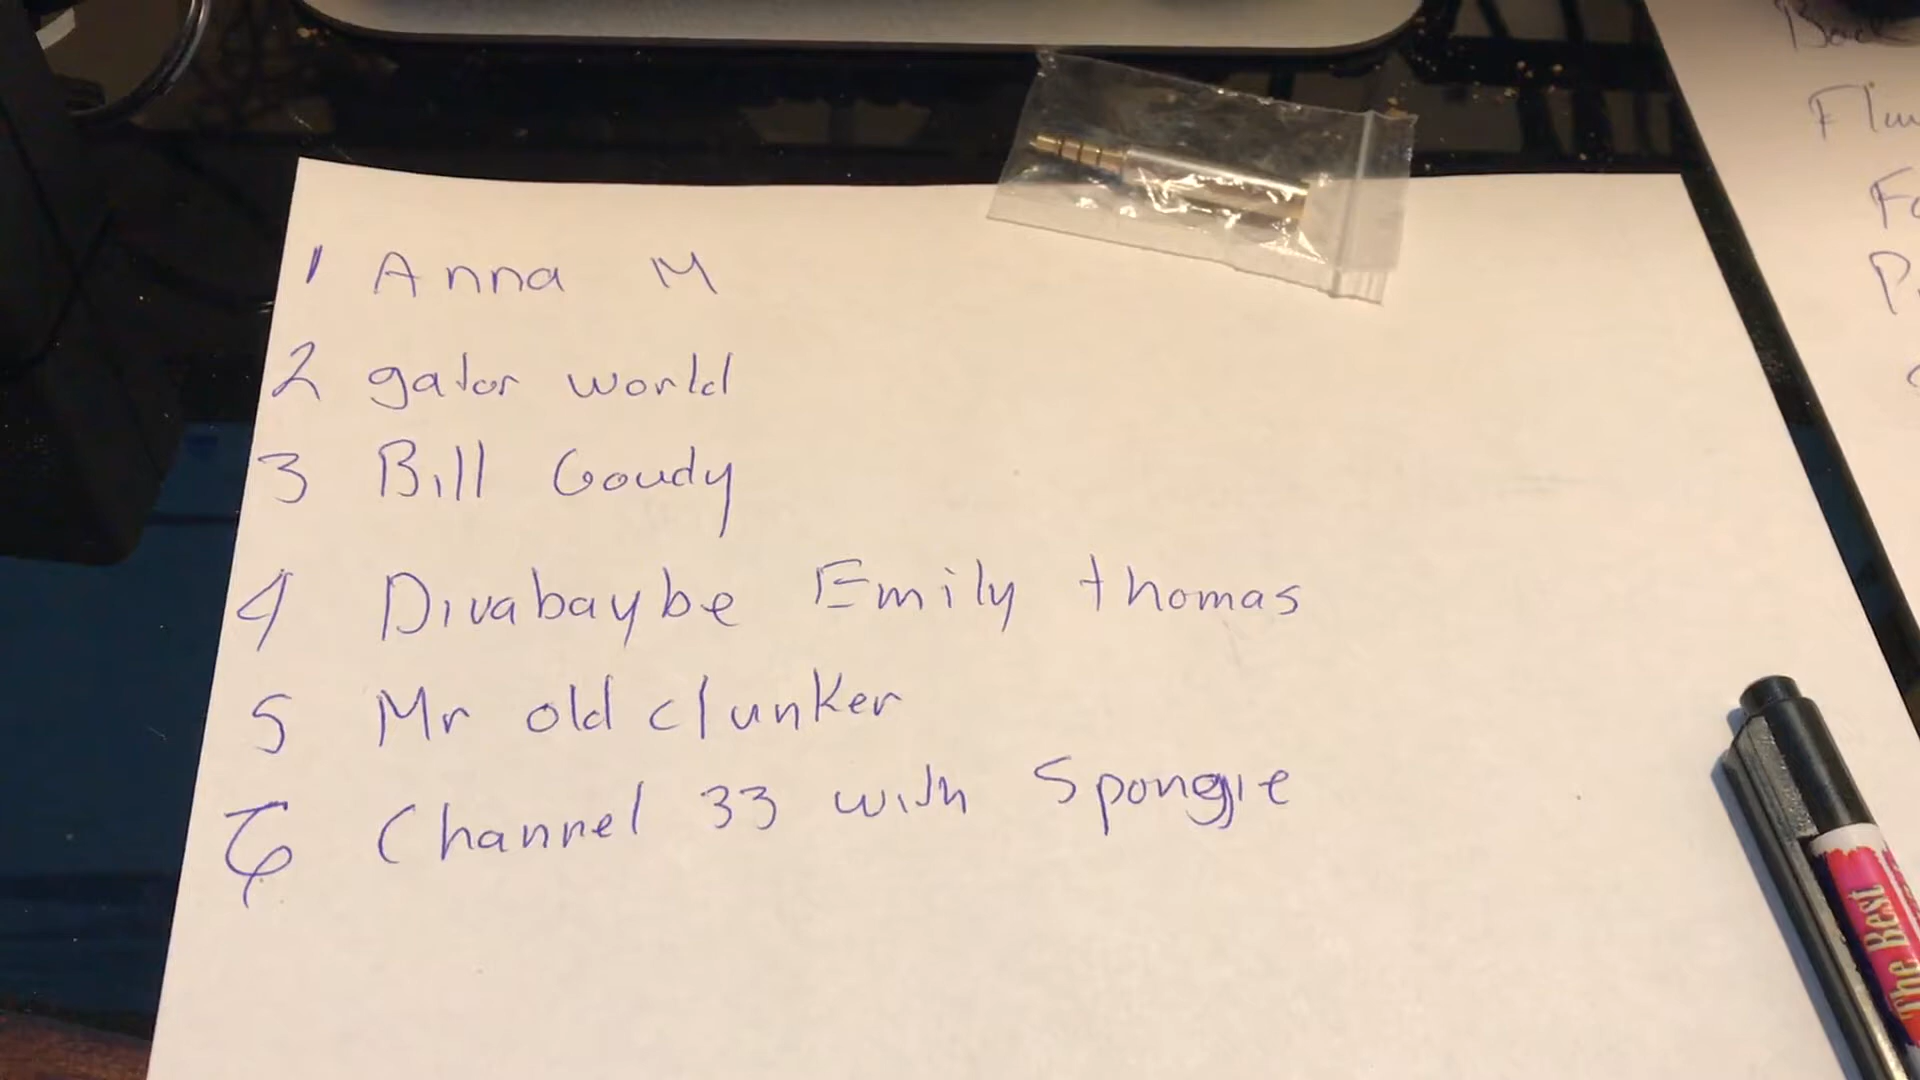 1 Anna M
2 gator world
3 Bill Goudy
4 Divabaybe Emily thomas
5 Mr old clunker
6 Channel 33 with Spongie
The Best